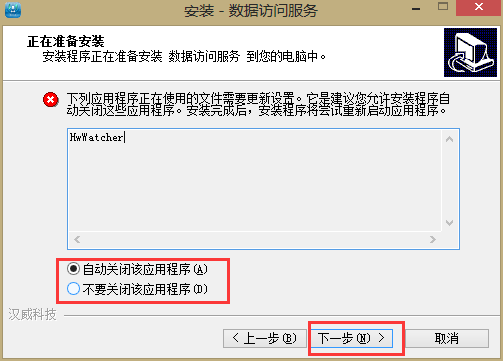 安装 - 数据访问服务
正在准备安装
安装程序正在准备安装 数据访问服务 到您的电脑中。
下列应用程序正在使用的文件需要更新设置。它是建议您允许安装程序自
动关闭这些应用程序。安装完成后，安装程序将尝试重新启动应用程序。
HwWatcher
自动关闭该应用程序(A)
不要关闭该应用程序(D)
汉威科技
< 上一步(B)
下一步(N) >
取消